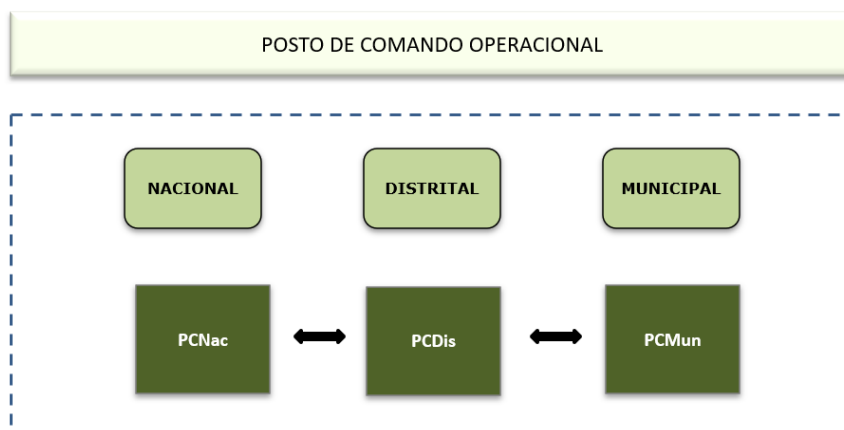 POSTO DE COMANDO OPERACIONAL
NACIONAL
DISTRITAL
MUNICIPAL
PCNac
PCDis
PCMun